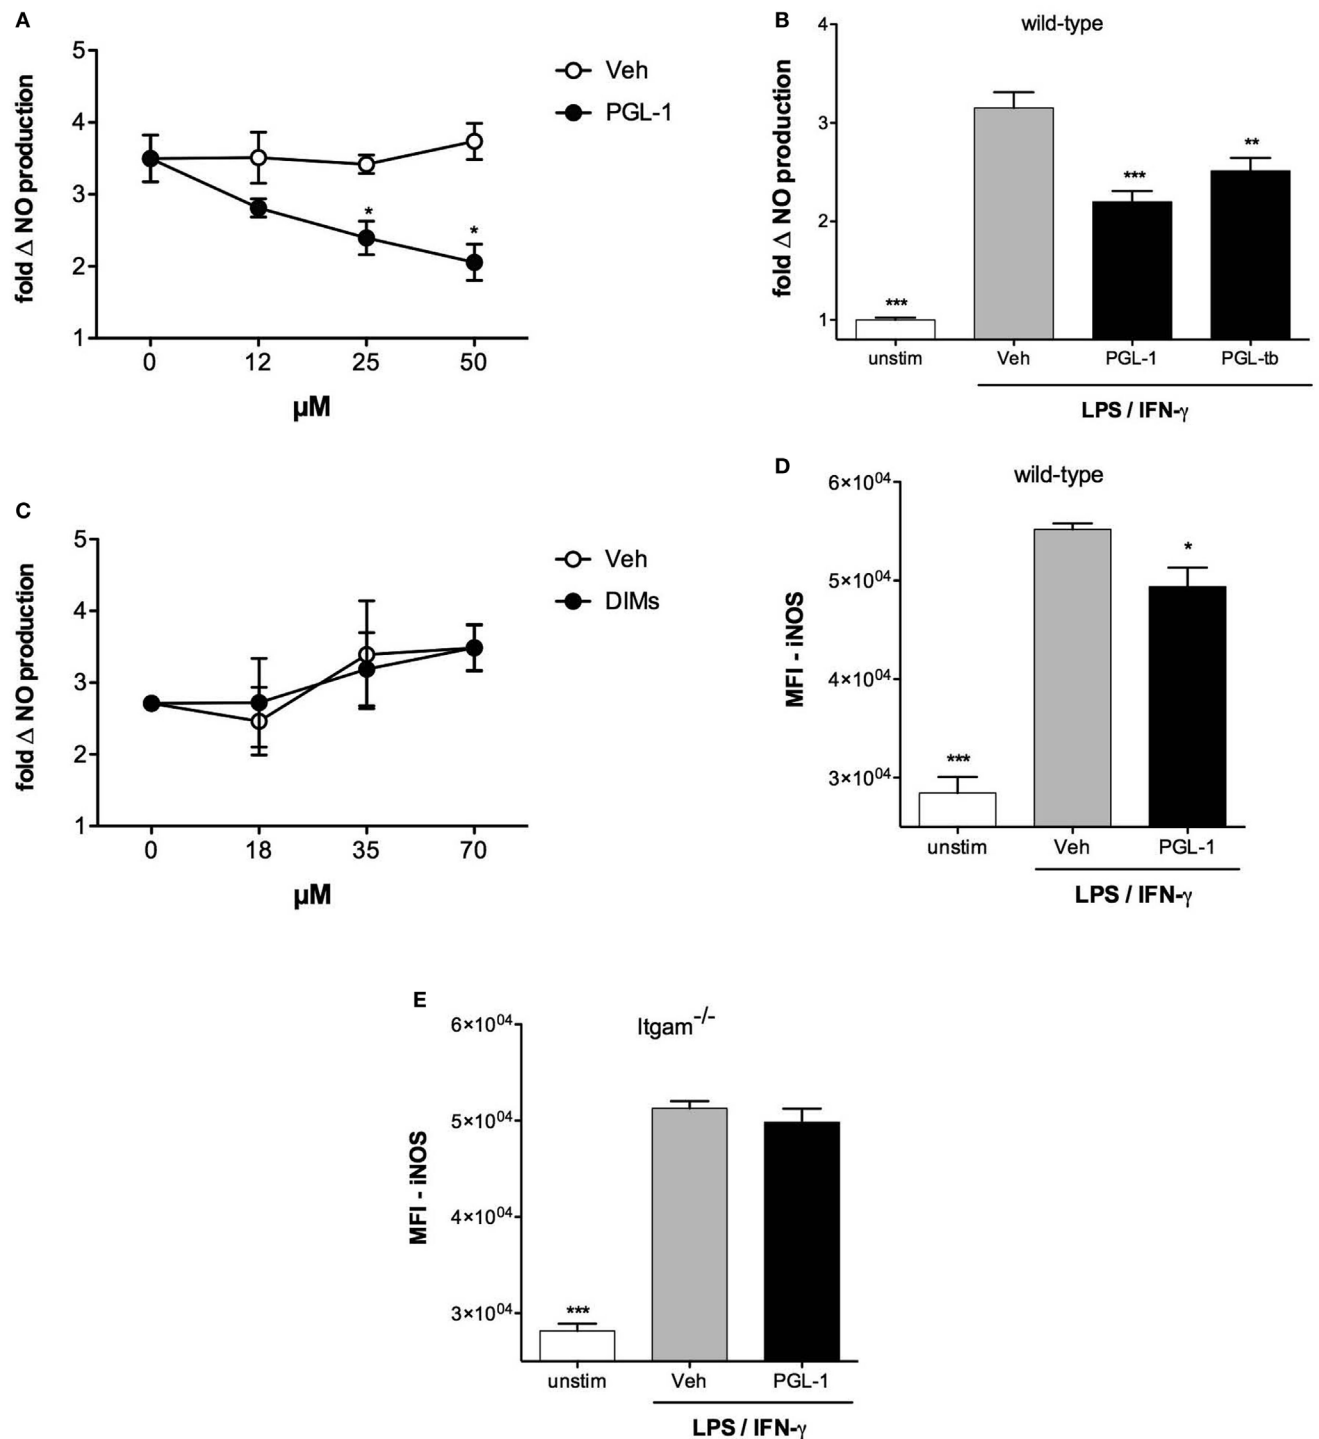 A
fold Δ NO production
5
4
3
2
1
0 12 25 50
µM
* *
Veh
PGL-1
B
wild-type
fold Δ NO production
4
3
2
1
*** *** **
unstim Veh PGL-1 PGL-tb
LPS / IFN-γ
C
fold Δ NO production
5
4
3
2
1
0 18 35 70
µM
Veh
DIMs
D
wild-type
MFI - iNOS
6×10⁰⁴
5×10⁰⁴
4×10⁰⁴
3×10⁰⁴
*** *
unstim Veh PGL-1
LPS / IFN-γ
E
Itgam⁻/⁻
MFI - iNOS
6×10⁰⁴
5×10⁰⁴
4×10⁰⁴
3×10⁰⁴
***
unstim Veh PGL-1
LPS / IFN-γ